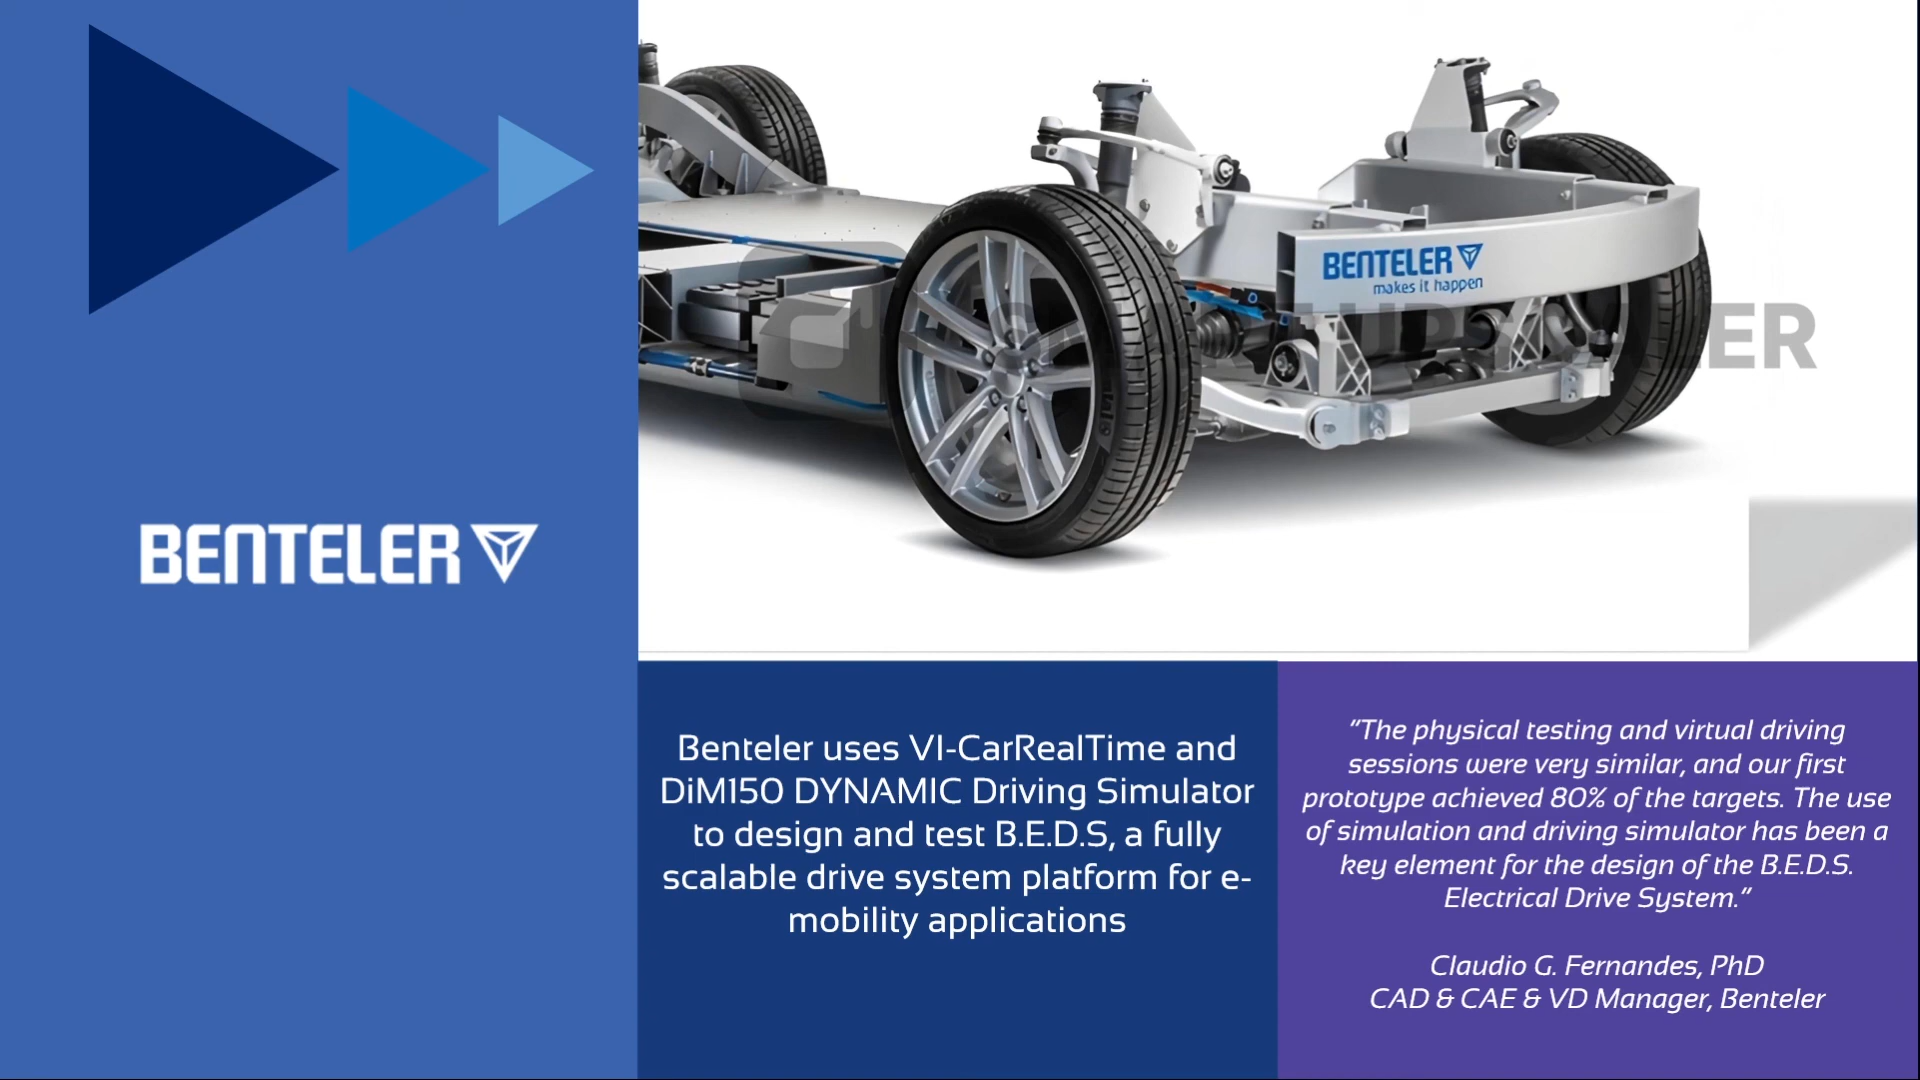 BENTELER
makes it happen
BENTELER
Benteler uses VI-CarRealTime and
DiM150 DYNAMIC Driving Simulator
to design and test B.E.D.S, a fully
scalable drive system platform for e-
mobility applications
“The physical testing and virtual driving
sessions were very similar, and our first
prototype achieved 80% of the targets. The use
of simulation and driving simulator has been a
key element for the design of the B.E.D.S.
Electrical Drive System.”
Claudio G. Fernandes, PhD
CAD & CAE & VD Manager, Benteler